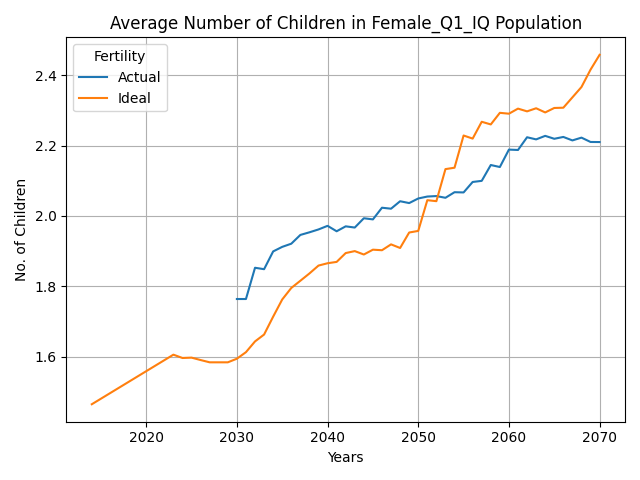 Average Number of Children in Female_Q1_IQ Population
Fertility
Actual
Ideal
No. of Children
2.4
2.2
2.0
1.8
1.6
2020 2030 2040 2050 2060 2070
Years